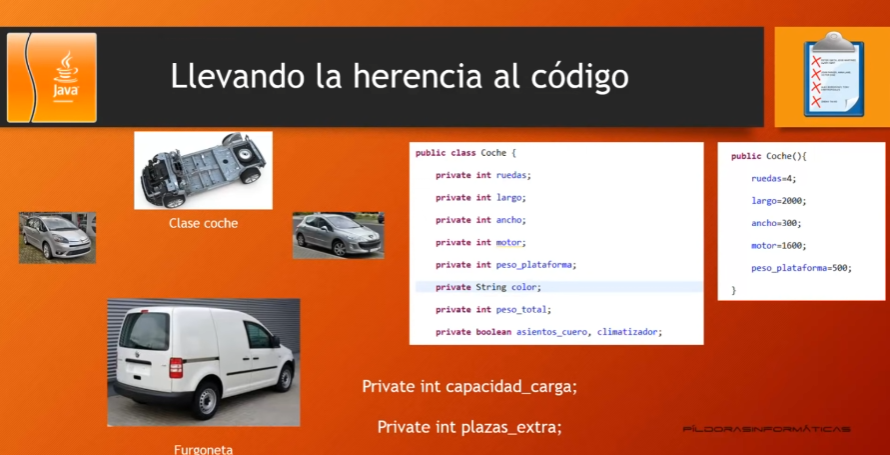 Java
Llevando la herencia al código
Clase coche
public class Coche {
private int ruedas;
private int largo;
private int ancho;
private int motor;
private int peso_plataforma;
private String color;
private int peso_total;
private boolean asientos_cuero, climatizador;
public Coche(){
ruedas=4;
largo=2000;
ancho=300;
motor=1600;
peso_plataforma=500;
}
Private int capacidad_carga;
Private int plazas_extra;
Furgoneta
PÍLDORASINFORMÁTICAS